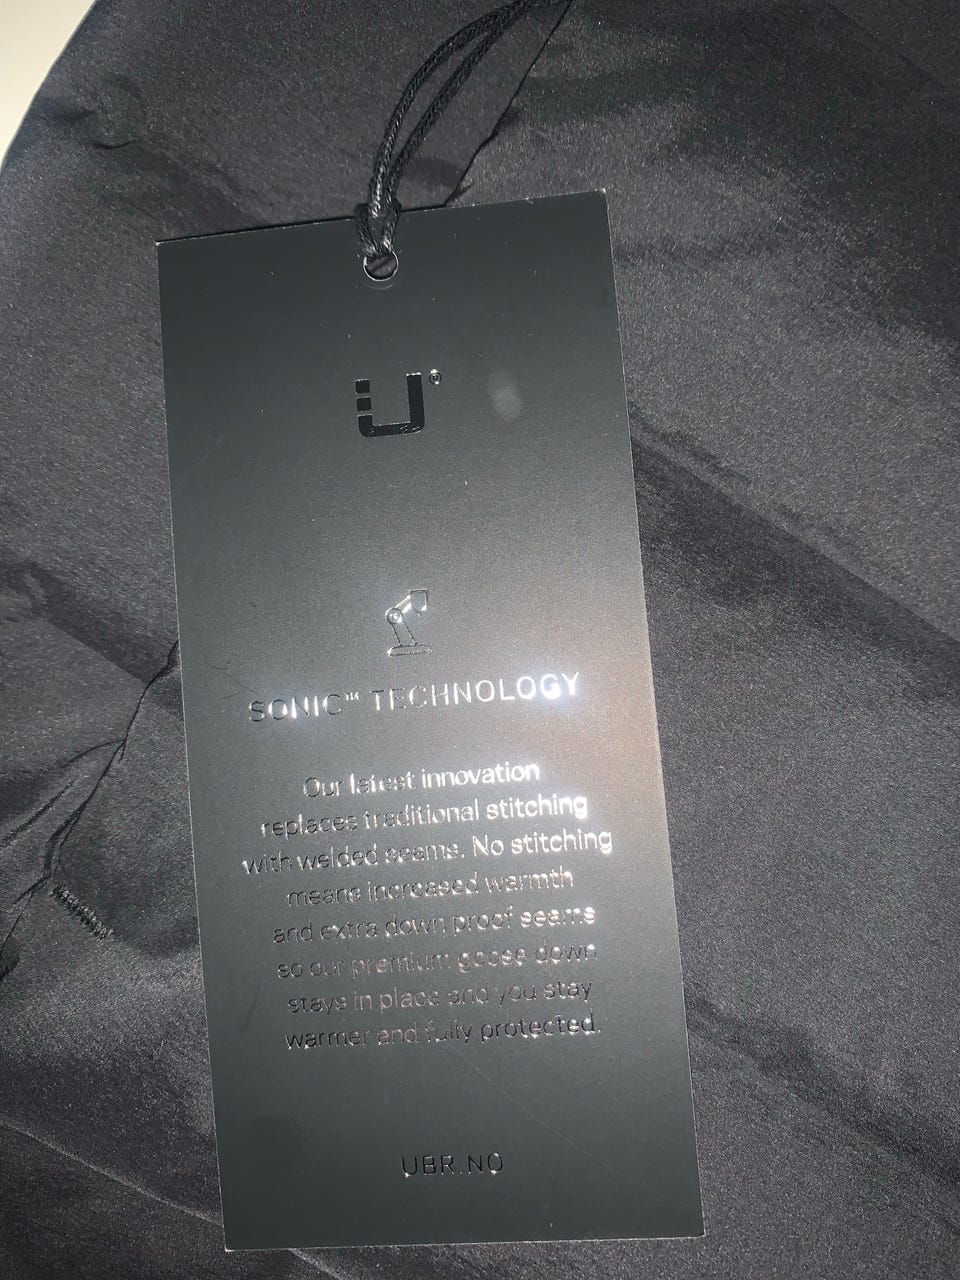 U®
SONIC™ TECHNOLOGY
Our latest innovation
replaces traditional stitching
with welded seams. No stitching
means increased warmth
and extra down proof seams
so our premium goose down
stays in place and you stay
warmer and fully protected.
UBR.NO